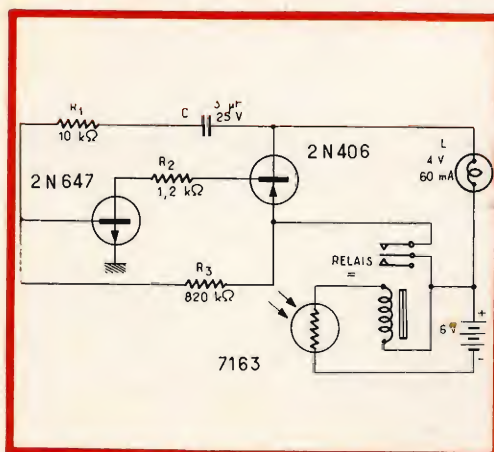 R1
10 kΩ
C
5 µF
25 V
2N406
L
4 V
60 mA
2N647
R2
1,2 kΩ
R3
820 kΩ
RELAIS
=
7163
+
6 V
-